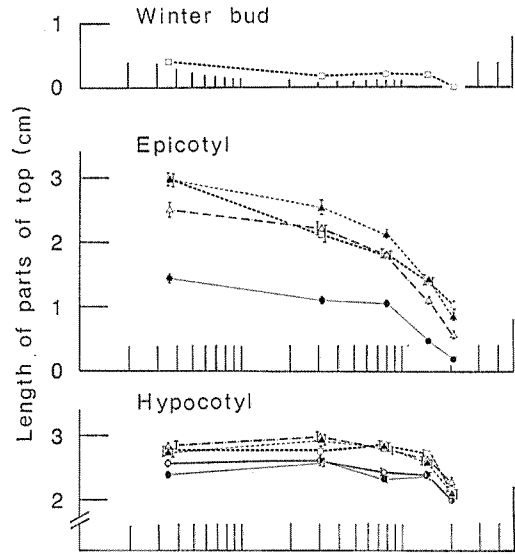 Winter bud
1
0
Epicotyl
3
2
1
0
Hypocotyl
3
2
Length of parts of top (cm)